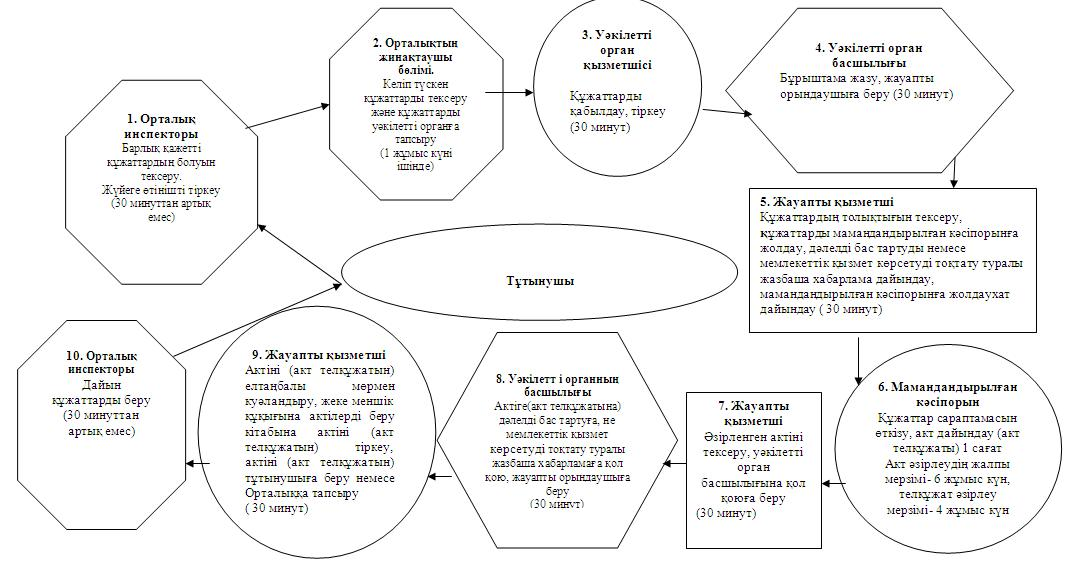 1. Орталық
инспекторы
Барлық қажетті
құжаттардың болуын
тексеру.
Жүйеге өтінішті тіркеу
(30 минуттан артық
емес)
2. Орталықтың
жинақтаушы
бөлімі.
Келіп түскен
құжаттарды тексеру
және құжаттарды
уәкілетті органға
тапсыру
(1 жұмыс күні
ішінде)
3. Уәкілетті
орган
қызметшісі
Құжаттарды
қабылдау, тіркеу
(30 минут)
4. Уәкілетті орган
басшылығы
Бұрыштама жазу, жауапты
орындаушыға беру (30 минут)
5. Жауапты қызметші
Құжаттардың толықтығын тексеру,
құжаттарды мамандандырылған кәсіпорынға
жолдау, дәлелді бас тартуды немесе
мемлекеттік қызмет көрсетуді тоқтату туралы
жазбаша хабарлама дайындау,
мамандандырылған кәсіпорынға жолдаухат
дайындау ( 30 минут)
Тұтынушы
6. Мамандандырылған
кәсіпорын
Құжаттар сараптамасын
өткізу, акт дайындау (акт
телқұжаты) 1 сағат
Акт әзірлеудің жалпы
мерзімі- 6 жұмыс күн,
телқұжат әзірлеу
мерзімі- 4 жұмыс күн
7. Жауапты
қызметші
Әзірленген актіні
тексеру, уәкілетті
орган
басшылығына қол
қоюға беру
(30 минут)
8. Уәкілетт і органның
басшылығы
Актіге(акт телқұжатына)
дәлелді бас тартуға, не
мемлекеттік қызмет
көрсетуді тоқтату туралы
жазбаша хабарламаға қол
қою, жауапты орындаушыға
беру
(30 минут)
9. Жауапты қызметші
Актіні (акт телқұжатын)
елтаңбалы мөрмен
куәландыру, жеке меншік
құқығына актілерді беру
кітабына актіні (акт
телқұжатын) тіркеу,
актіні (акт телқұжатын)
тұтынушыға беру немесе
Орталыққа тапсыру
( 30 минут)
10. Орталық
инспекторы
Дайын
құжаттарды беру
(30 минуттан
артық емес)